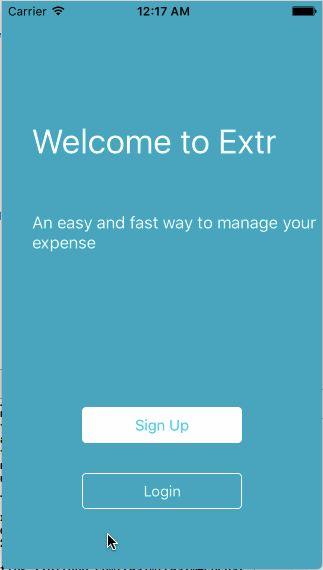 Carrier 12:17 AM
Welcome to Extr
An easy and fast way to manage your
expense
Sign Up
Login